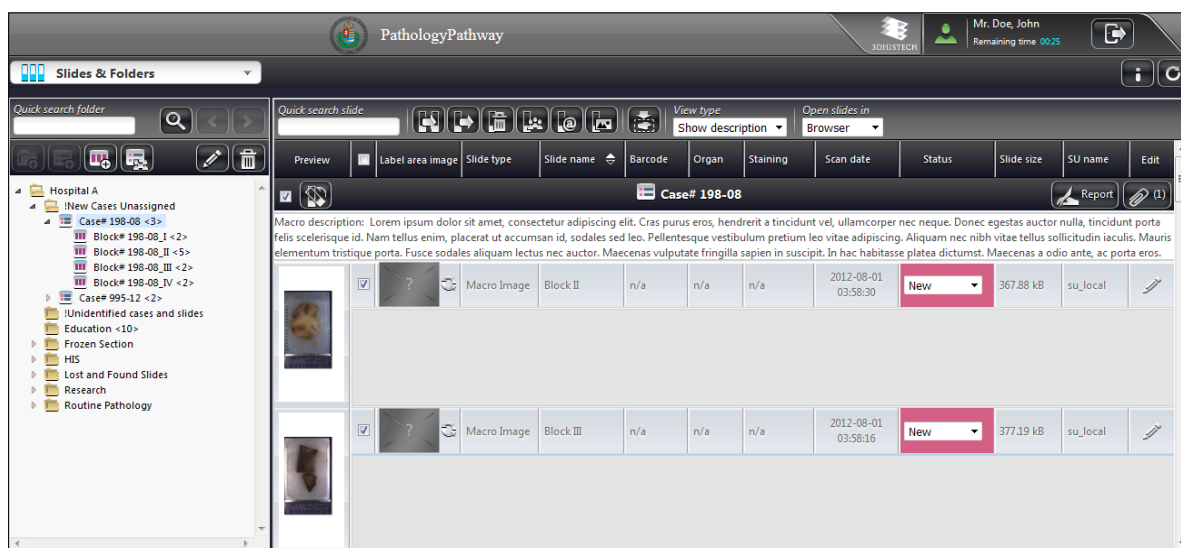 PathologyPathway
3DHISTECH
Mr. Doe, John
Remaining time 00:25
Slides & Folders
Quick search folder
Quick search slide
View type
Show description
Open slides in
Browser
Preview
Label area image
Slide type
Slide name
Barcode
Organ
Staining
Scan date
Status
Slide size
SU name
Edit
Hospital A
!New Cases Unassigned
Case# 198-08 <3>
Block# 198-08_I <2>
Block# 198-08_II <5>
Block# 198-08_III <2>
Block# 198-08_IV <2>
Case# 995-12 <2>
!Unidentified cases and slides
Education <10>
Frozen Section
HIS
Lost and Found Slides
Research
Routine Pathology
Case# 198-08
Report
(1)
Macro description: Lorem ipsum dolor sit amet, consectetur adipiscing elit. Cras purus eros, hendrerit a tincidunt vel, ullamcorper nec neque. Donec egestas auctor nulla, tincidunt porta
felis scelerisque id. Nam tellus enim, placerat ut accumsan id, sodales sed leo. Pellentesque vestibulum pretium leo vitae adipiscing. Aliquam nec nibh vitae tellus sollicitudin iaculis. Mauris
elementum tristique porta. Fusce sodales aliquam lectus nec auctor. Maecenas vulputate fringilla sapien in suscipit. In hac habitasse platea dictumst. Maecenas a odio ante, ac porta eros.
?
Macro Image
Block II
n/a
n/a
n/a
2012-08-01
03:58:30
New
367.88 kB
su_local
?
Macro Image
Block III
n/a
n/a
n/a
2012-08-01
03:58:16
New
377.19 kB
su_local